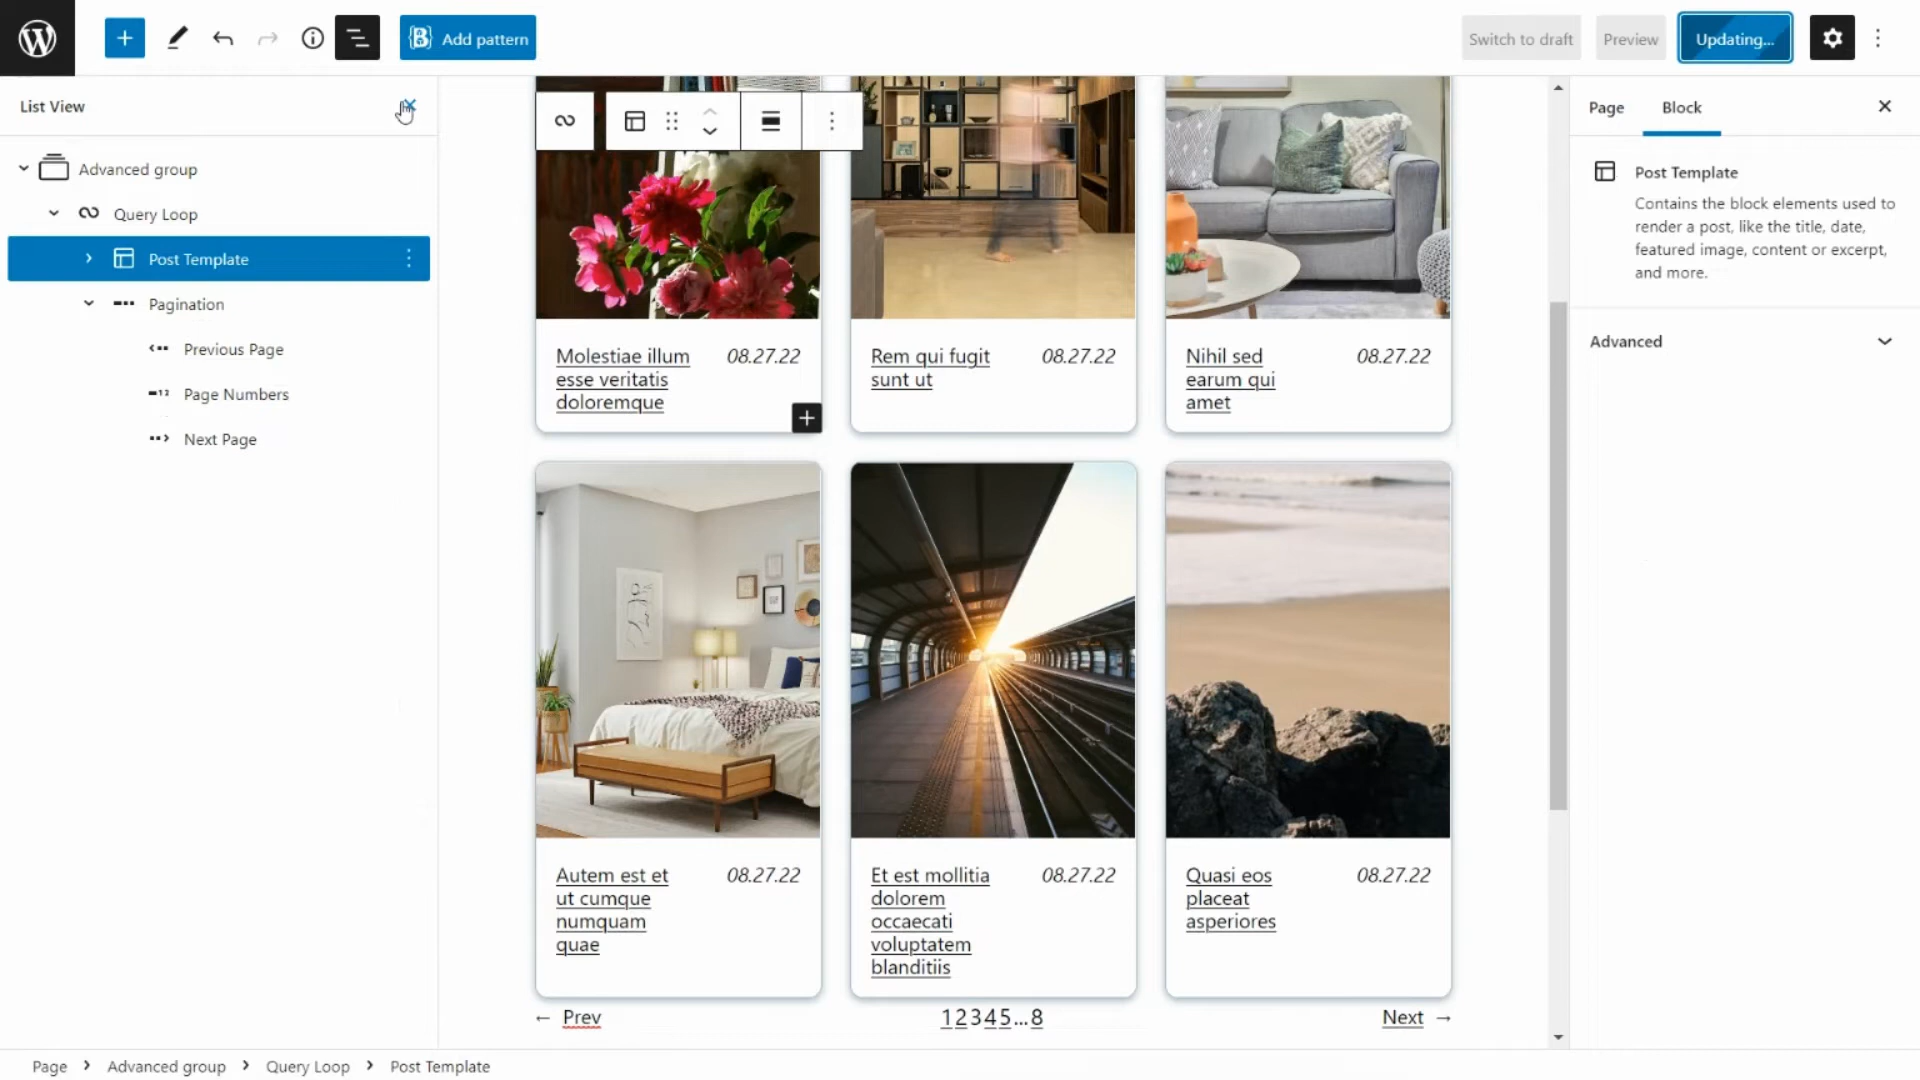 Add pattern
Switch to draft
Preview
Updating...
List View
Advanced group
Query Loop
Post Template
Pagination
Previous Page
Page Numbers
Next Page
Molestiae illum
esse veritatis
doloremque
08.27.22
Rem qui fugit
sunt ut
08.27.22
Nihil sed
earum qui
amet
08.27.22
Autem est et
ut cumque
numquam
quae
08.27.22
Et est mollitia
dolorem
occaecati
voluptatem
blanditiis
08.27.22
Quasi eos
placeat
asperiores
08.27.22
← Prev
12345...8
Next →
Page
Block
Post Template
Contains the block elements used to
render a post, like the title, date,
featured image, content or excerpt,
and more.
Advanced
Page > Advanced group > Query Loop > Post Template